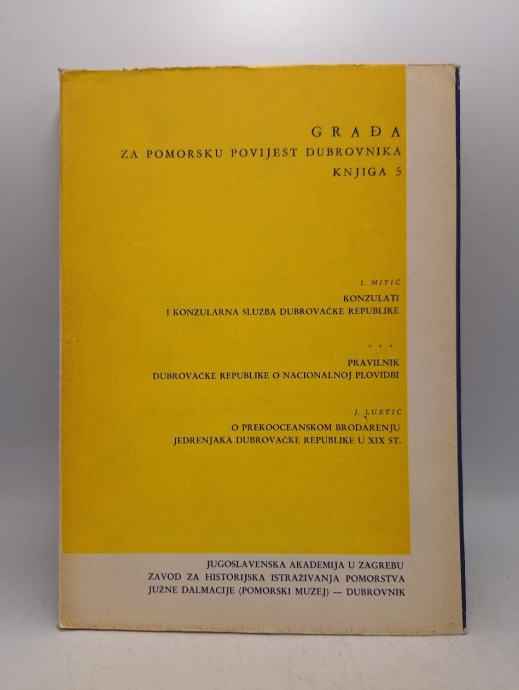 GRAĐA
ZA POMORSKU POVIJEST DUBROVNIKA
KNJIGA 5
I. MITIĆ
KONZULATI
I KONZULARNA SLUŽBA DUBROVAČKE REPUBLIKE
* * *
PRAVILNIK
DUBROVAČKE REPUBLIKE O NACIONALNOJ PLOVIDBI
J. LUETIĆ
O PREKOOCEANSKOM BRODARENJU
JEDRENJAKA DUBROVAČKE REPUBLIKE U XIX ST.
JUGOSLAVENSKA AKADEMIJA U ZAGREBU
ZAVOD ZA HISTORIJSKA ISTRAŽIVANJA POMORSTVA
JUŽNE DALMACIJE (POMORSKI MUZEJ) — DUBROVNIK